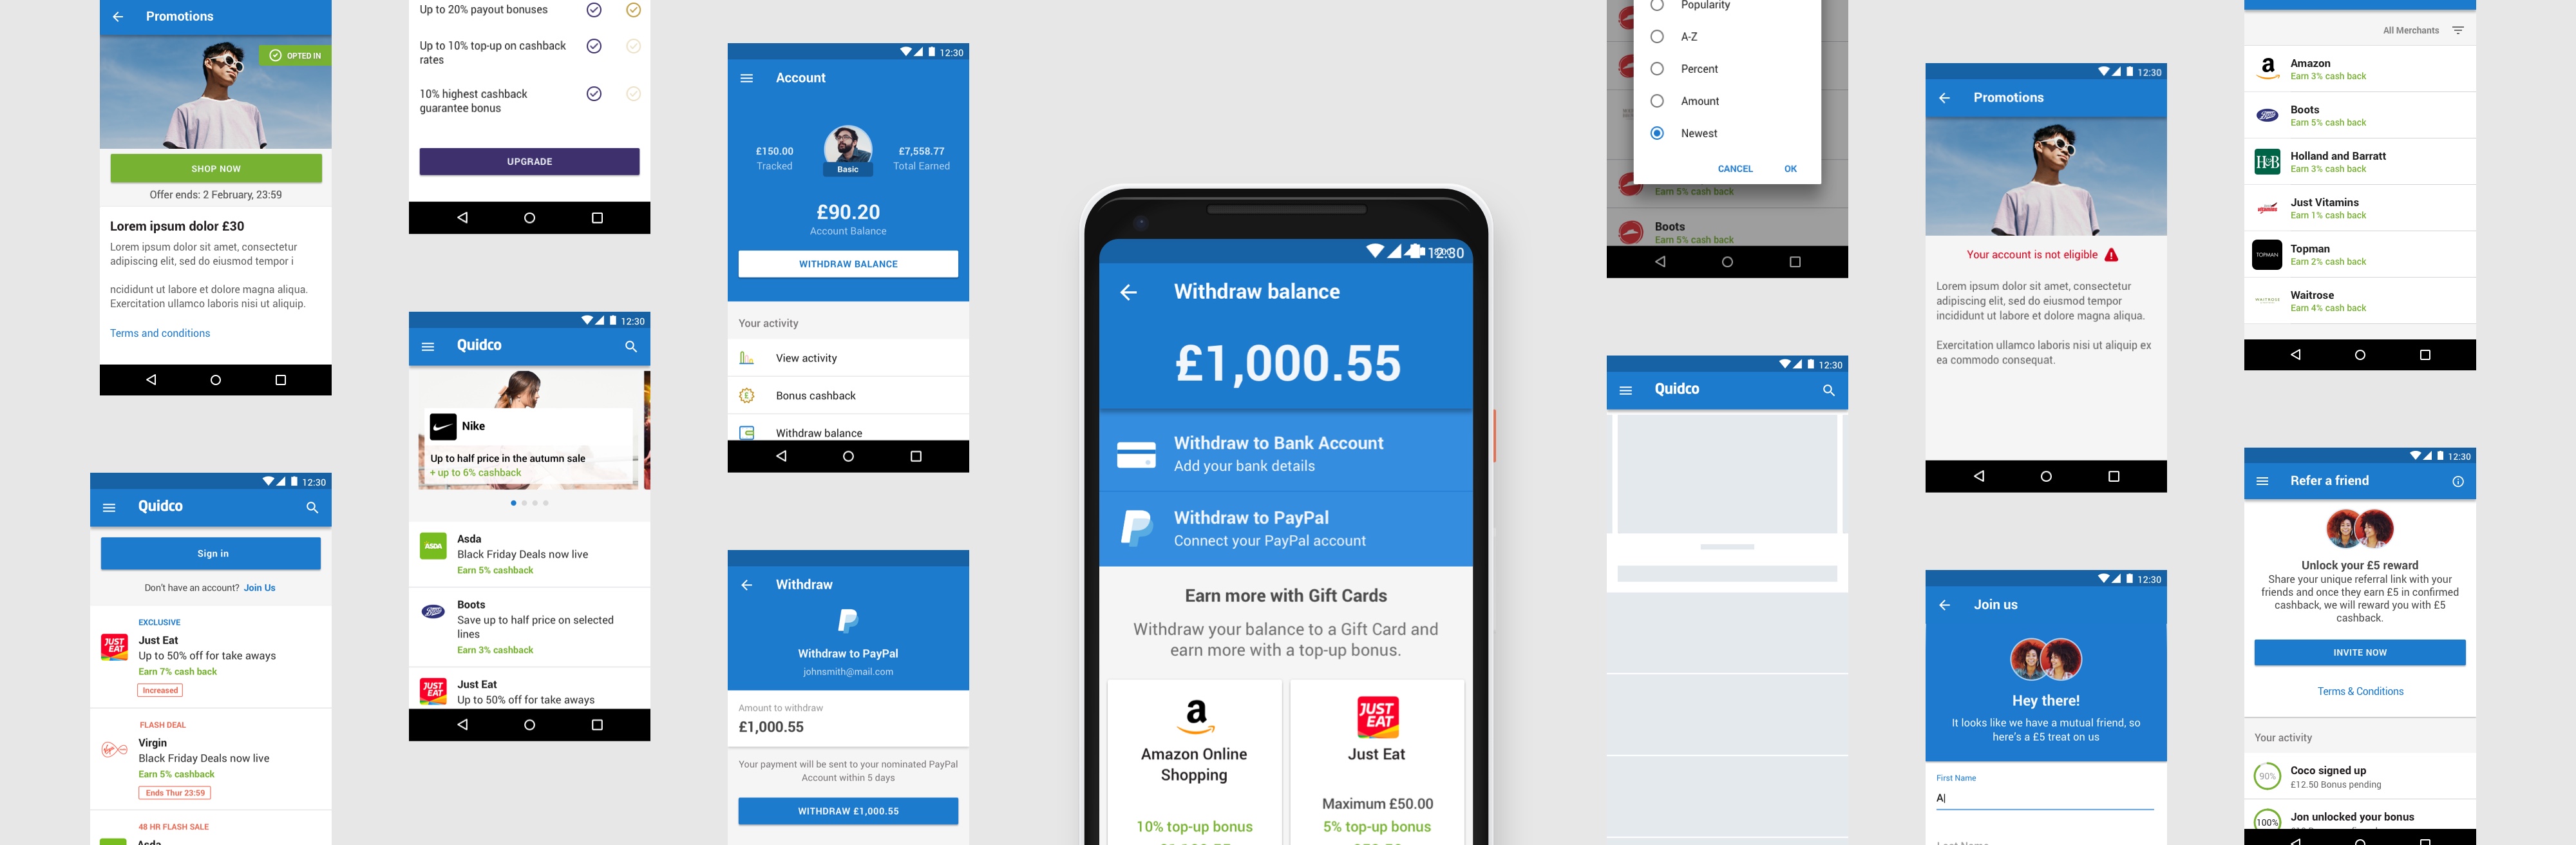 Promotions
OPTED IN
SHOP NOW
Offer ends: 2 February, 23:59
Lorem ipsum dolor £30
Lorem ipsum dolor sit amet, consectetur
adipiscing elit, sed do eiusmod tempor i
ncididunt ut labore et dolore magna aliqua.
Exercitation ullamco laboris nisi ut aliquip.
Terms and conditions
12:30
Quidco
Sign in
Don't have an account? Join Us
EXCLUSIVE
JUST EAT
Just Eat
Up to 50% off for take aways
Earn 7% cash back
Increased
FLASH DEAL
Virgin
Black Friday Deals now live
Earn 5% cashback
Ends Thur 23:59
48 HR FLASH SALE
Asda
Up to 20% payout bonuses
Up to 10% top-up on cashback
rates
10% highest cashback
guarantee bonus
UPGRADE
12:30
Quidco
Nike
Up to half price in the autumn sale
+ up to 6% cashback
ASDA
Asda
Black Friday Deals now live
Earn 5% cashback
Boots
Save up to half price on selected
lines
Earn 3% cashback
JUST EAT
Just Eat
Up to 50% off for take aways
12:30
Account
£150.00
Tracked
Basic
£7,558.77
Total Earned
£90.20
Account Balance
WITHDRAW BALANCE
Your activity
View activity
Bonus cashback
Withdraw balance
Withdraw
Withdraw to PayPal
johnsmith@mail.com
Amount to withdraw
£1,000.55
Your payment will be sent to your nominated PayPal
Account within 5 days
WITHDRAW £1,000.55
12:30
Withdraw balance
£1,000.55
Withdraw to Bank Account
Add your bank details
Withdraw to PayPal
Connect your PayPal account
Earn more with Gift Cards
Withdraw your balance to a Gift Card and
earn more with a top-up bonus.
Amazon Online
Shopping
10% top-up bonus
JUST EAT
Just Eat
Maximum £50.00
5% top-up bonus
Popularity
A-Z
Percent
Amount
Newest
CANCEL OK
Earn 5% cash back
Boots
Earn 5% cash back
12:30
Quidco
12:30
Promotions
Your account is not eligible
Lorem ipsum dolor sit amet, consectetur
adipiscing elit, sed do eiusmod tempor
incididunt ut labore et dolore magna aliqua.
Exercitation ullamco laboris nisi ut aliquip ex
ea commodo consequat.
12:30
Join us
Hey there!
It looks like we have a mutual friend, so
here's a £5 treat on us
First Name
A
Last Name
All Merchants
Amazon
Earn 3% cash back
Boots
Earn 5% cash back
H&B
Holland and Barratt
Earn 3% cash back
Just Vitamins
Earn 1% cash back
TOPMAN
Topman
Earn 2% cash back
WAITROSE
Waitrose
Earn 4% cash back
12:30
Refer a friend
Unlock your £5 reward
Share your unique referral link with your
friends and once they earn £5 in confirmed
cashback, we will reward you with £5
cashback.
INVITE NOW
Terms & Conditions
Your activity
90%
Coco signed up
£12.50 Bonus pending
100%
Jon unlocked your bonus